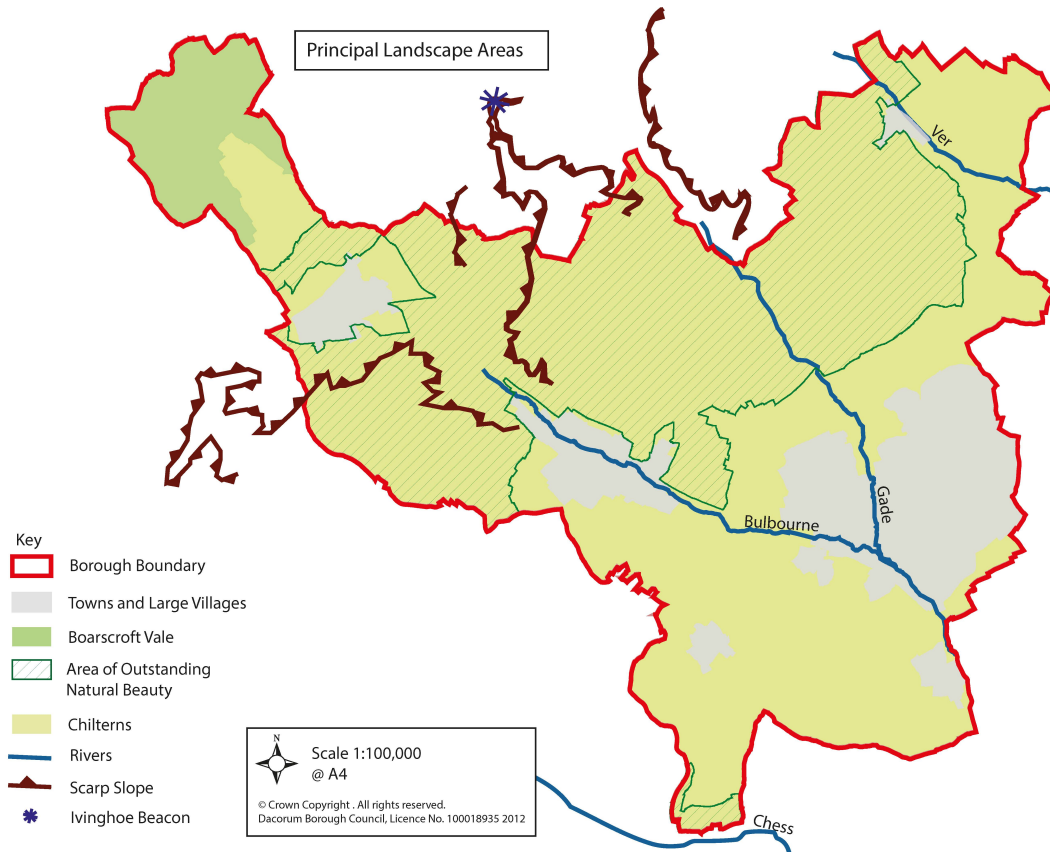 Principal Landscape Areas
Ver
Gade
Bulbourne
Key
Borough Boundary
Towns and Large Villages
Boarscroft Vale
Area of Outstanding
Natural Beauty
Chilterns
Rivers
Scarp Slope
Ivinghoe Beacon
N
Scale 1:100,000
@ A4
© Crown Copyright . All rights reserved.
Dacorum Borough Council, Licence No. 100018935 2012
Chess